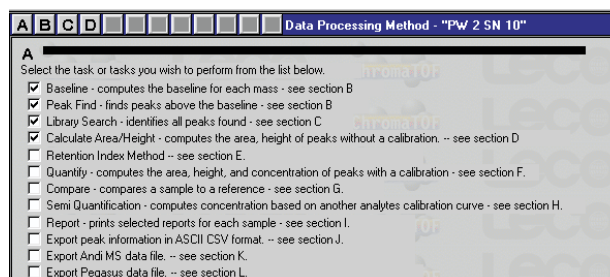 A B C D Data Processing Method - "PW 2 SN 10"
A
Select the task or tasks you wish to perform from the list below.
Baseline - computes the baseline for each mass - see section B
Peak Find - finds peaks above the baseline - see section B
Library Search - identifies all peaks found - see section C
Calculate Area/Height - computes the area, height of peaks without a calibration. -- see section D
Retention Index Method -- see section E.
Quantify - computes the area, height, and concentration of peaks with a calibration - see section F.
Compare - compares a sample to a reference - see section G.
Semi Quantification - computes concentration based on another analytes calibration curve - see section H.
Report - prints selected reports for each sample - see section I.
Export peak information in ASCII CSV format. -- see section J.
Export Andi MS data file. -- see section K.
Export Pegasus data file. -- see section L.